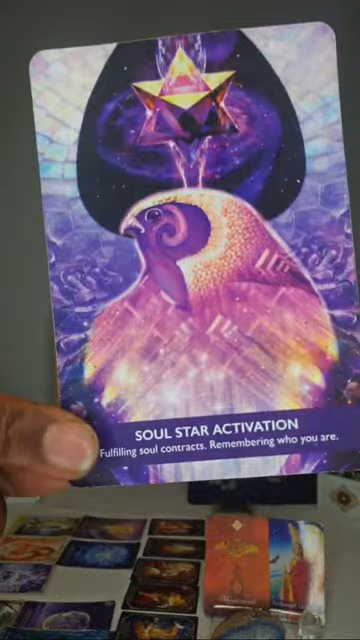 SOUL STAR ACTIVATION
Fulfilling soul contracts. Remembering who you are.